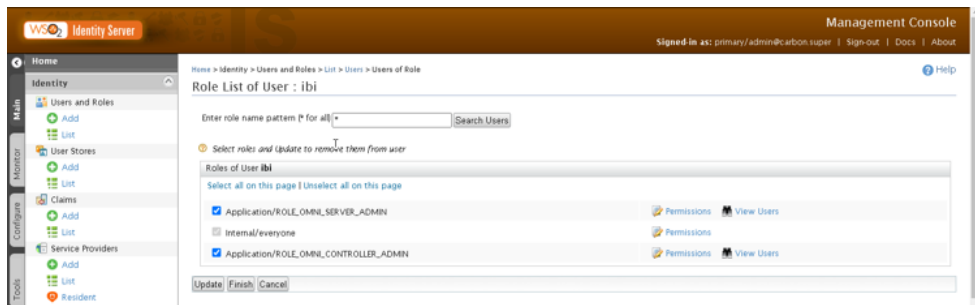 WSO2 Identity Server
Management Console
Signed-in as: primary/admin@carbon.super | Sign-out | Docs | About
Home
Identity
Users and Roles
Add
List
User Stores
Add
List
Claims
Add
List
Service Providers
Add
List
Resident
Main
Monitor
Configure
Tools
Home > Identity > Users and Roles > List > Users > Users of Role
Help
Role List of User : ibi
Enter role name pattern (* for all) *
Search Users
Select roles and Update to remove them from user
Roles of User ibi
Select all on this page | Unselect all on this page
Application/ROLE_OMNI_SERVER_ADMIN Permissions View Users
Internal/everyone Permissions
Application/ROLE_OMNI_CONTROLLER_ADMIN Permissions View Users
Update Finish Cancel